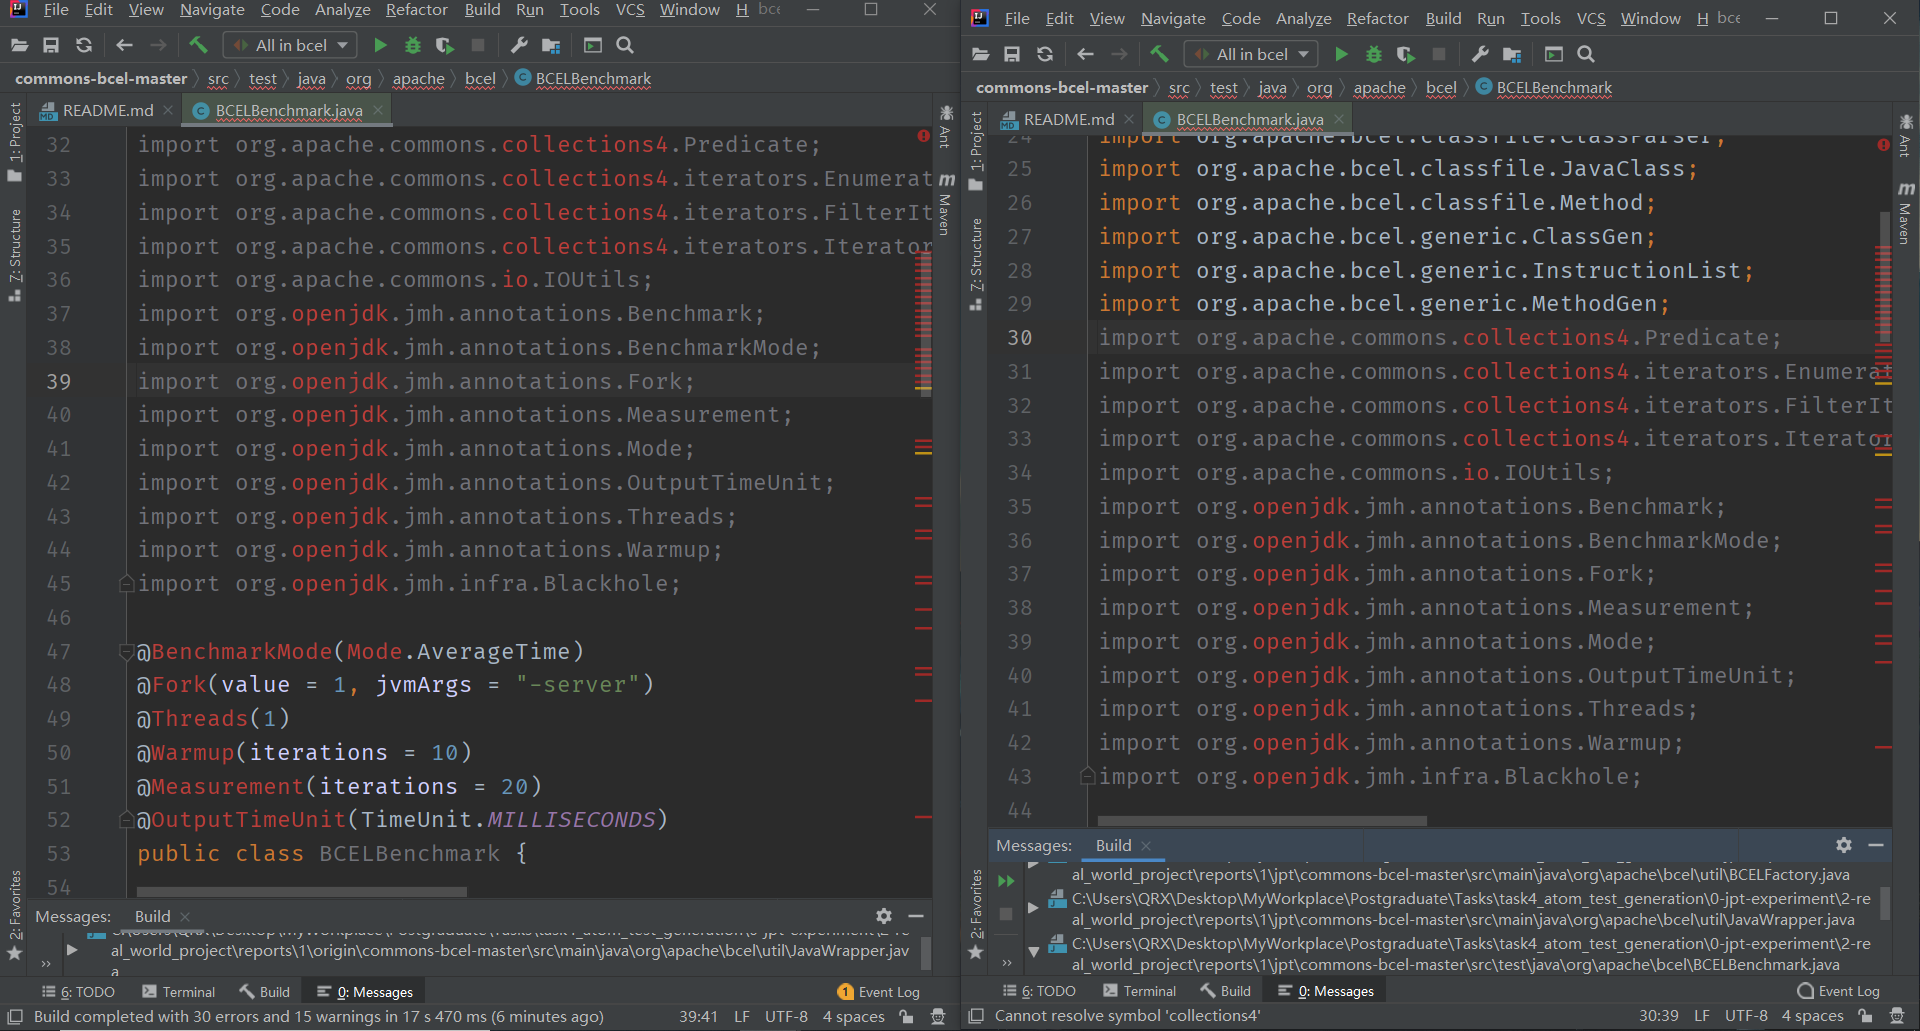 File Edit View Navigate Code Analyze Refactor Build Run Tools VCS Window H bce
All in bcel
commons-bcel-master src test java org apache bcel BCELBenchmark
README.md BCELBenchmark.java
1: Project
7: Structure
2: Favorites
Ant
Maven
32 import org.apache.commons.collections4.Predicate;
33 import org.apache.commons.collections4.iterators.Enumerat
34 import org.apache.commons.collections4.iterators.FilterIt
35 import org.apache.commons.collections4.iterators.Iterator
36 import org.apache.commons.io.IOUtils;
37 import org.openjdk.jmh.annotations.Benchmark;
38 import org.openjdk.jmh.annotations.BenchmarkMode;
39 import org.openjdk.jmh.annotations.Fork;
40 import org.openjdk.jmh.annotations.Measurement;
41 import org.openjdk.jmh.annotations.Mode;
42 import org.openjdk.jmh.annotations.OutputTimeUnit;
43 import org.openjdk.jmh.annotations.Threads;
44 import org.openjdk.jmh.annotations.Warmup;
45 import org.openjdk.jmh.infra.Blackhole;
46
47 @BenchmarkMode(Mode.AverageTime)
48 @Fork(value = 1, jvmArgs = "-server")
49 @Threads(1)
50 @Warmup(iterations = 10)
51 @Measurement(iterations = 20)
52 @OutputTimeUnit(TimeUnit.MILLISECONDS)
53 public class BCELBenchmark {
54
Messages: Build
al_world_project\reports\1\origin\commons-bcel-master\src\main\java\org\apache\bcel\util\JavaWrapper.jav
a
6: TODO Terminal Build 0: Messages 1 Event Log
Build completed with 30 errors and 15 warnings in 17 s 470 ms (6 minutes ago) 39:41 LF UTF-8 4 spaces
File Edit View Navigate Code Analyze Refactor Build Run Tools VCS Window H bce
All in bcel
commons-bcel-master src test java org apache bcel BCELBenchmark
README.md BCELBenchmark.java
1: Project
7: Structure
2: Favorites
Ant
Maven
24 import org.apache.bcel.classfile.ClassParser;
25 import org.apache.bcel.classfile.JavaClass;
26 import org.apache.bcel.classfile.Method;
27 import org.apache.bcel.generic.ClassGen;
28 import org.apache.bcel.generic.InstructionList;
29 import org.apache.bcel.generic.MethodGen;
30 import org.apache.commons.collections4.Predicate;
31 import org.apache.commons.collections4.iterators.Enumerat
32 import org.apache.commons.collections4.iterators.FilterIt
33 import org.apache.commons.collections4.iterators.Iterator
34 import org.apache.commons.io.IOUtils;
35 import org.openjdk.jmh.annotations.Benchmark;
36 import org.openjdk.jmh.annotations.BenchmarkMode;
37 import org.openjdk.jmh.annotations.Fork;
38 import org.openjdk.jmh.annotations.Measurement;
39 import org.openjdk.jmh.annotations.Mode;
40 import org.openjdk.jmh.annotations.OutputTimeUnit;
41 import org.openjdk.jmh.annotations.Threads;
42 import org.openjdk.jmh.annotations.Warmup;
43 import org.openjdk.jmh.infra.Blackhole;
44
Messages: Build
al_world_project\reports\1\jpt\commons-bcel-master\src\main\java\org\apache\bcel\util\BCELFactory.java
C:\Users\QRX\Desktop\MyWorkplace\Postgraduate\Tasks\task4_atom_test_generation\0-jpt-experiment\2-re
al_world_project\reports\1\jpt\commons-bcel-master\src\main\java\org\apache\bcel\util\JavaWrapper.java
C:\Users\QRX\Desktop\MyWorkplace\Postgraduate\Tasks\task4_atom_test_generation\0-jpt-experiment\2-re
al_world_project\reports\1\jpt\commons-bcel-master\src\test\java\org\apache\bcel\BCELBenchmark.java
6: TODO Terminal Build 0: Messages Event Log
Cannot resolve symbol 'collections4' 30:39 LF UTF-8 4 spaces